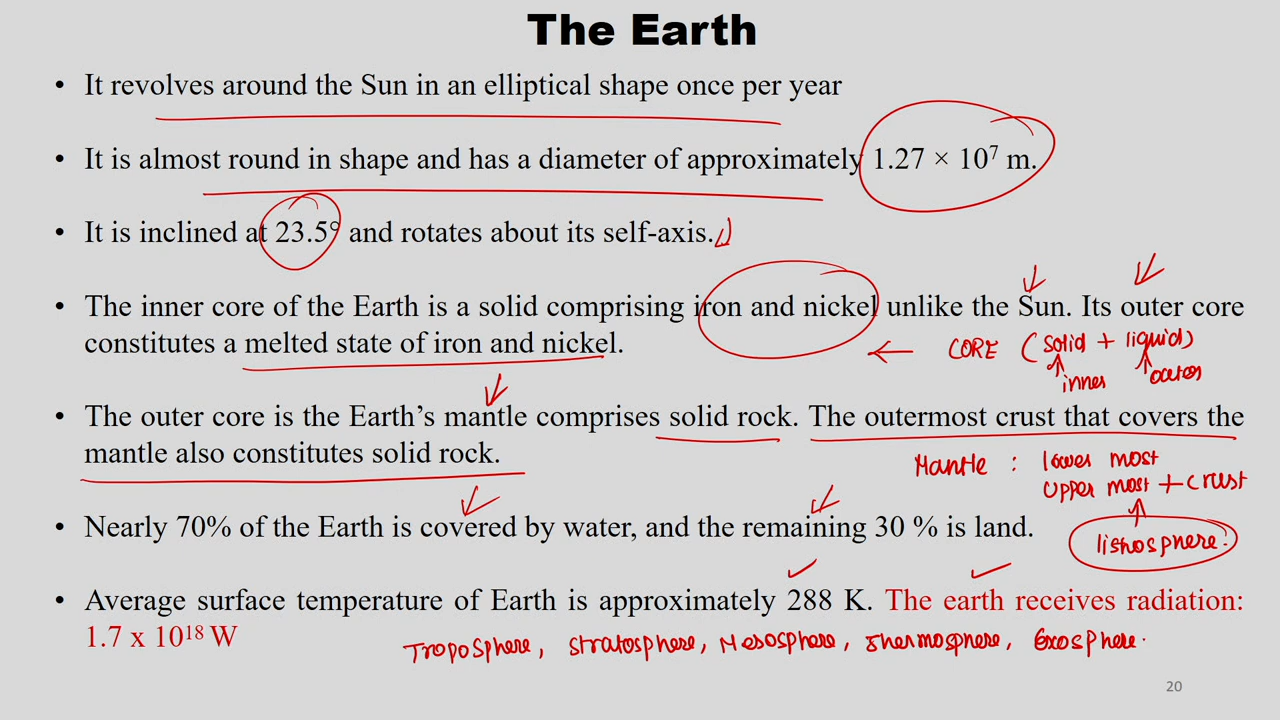 The Earth
• It revolves around the Sun in an elliptical shape once per year
• It is almost round in shape and has a diameter of approximately 1.27 × 10⁷ m.
• It is inclined at 23.5° and rotates about its self-axis.
• The inner core of the Earth is a solid comprising iron and nickel unlike the Sun. Its outer core
constitutes a melted state of iron and nickel.
← CORE (solid + liquid)
inner outer
• The outer core is the Earth’s mantle comprises solid rock. The outermost crust that covers the
mantle also constitutes solid rock.
Mantle : lower most
upper most + crust
• Nearly 70% of the Earth is covered by water, and the remaining 30 % is land.
lithosphere.
• Average surface temperature of Earth is approximately 288 K. The earth receives radiation:
1.7 x 10¹⁸ W
Troposphere, stratosphere, Mesosphere, Thermosphere, Exosphere.
20